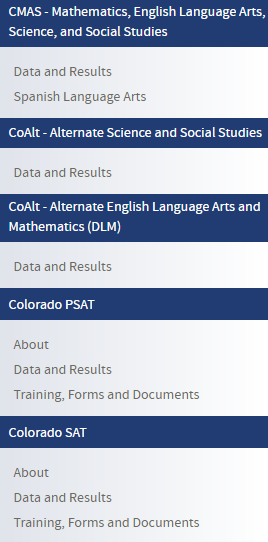 CMAS - Mathematics, English Language Arts,
Science, and Social Studies
Data and Results
Spanish Language Arts
CoAlt - Alternate Science and Social Studies
Data and Results
CoAlt - Alternate English Language Arts and
Mathematics (DLM)
Data and Results
Colorado PSAT
About
Data and Results
Training, Forms and Documents
Colorado SAT
About
Data and Results
Training, Forms and Documents